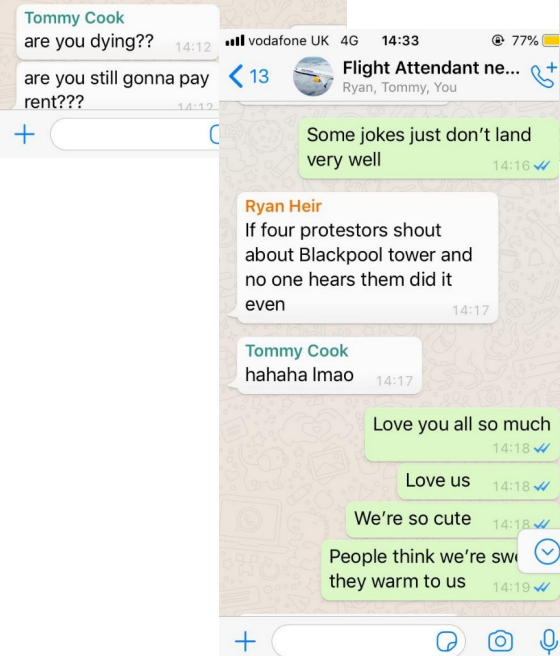 Tommy Cook
are you dying??
14:12
are you still gonna pay
rent???
14:12
vodafone UK 4G 14:33 77%
13
Flight Attendant ne...
Ryan, Tommy, You
Some jokes just don't land
very well
14:16
Ryan Heir
If four protestors shout
about Blackpool tower and
no one hears them did it
even
14:17
Tommy Cook
hahaha lmao
14:17
Love you all so much
14:18
Love us
14:18
We're so cute
14:18
People think we're
they warm to us
14:19